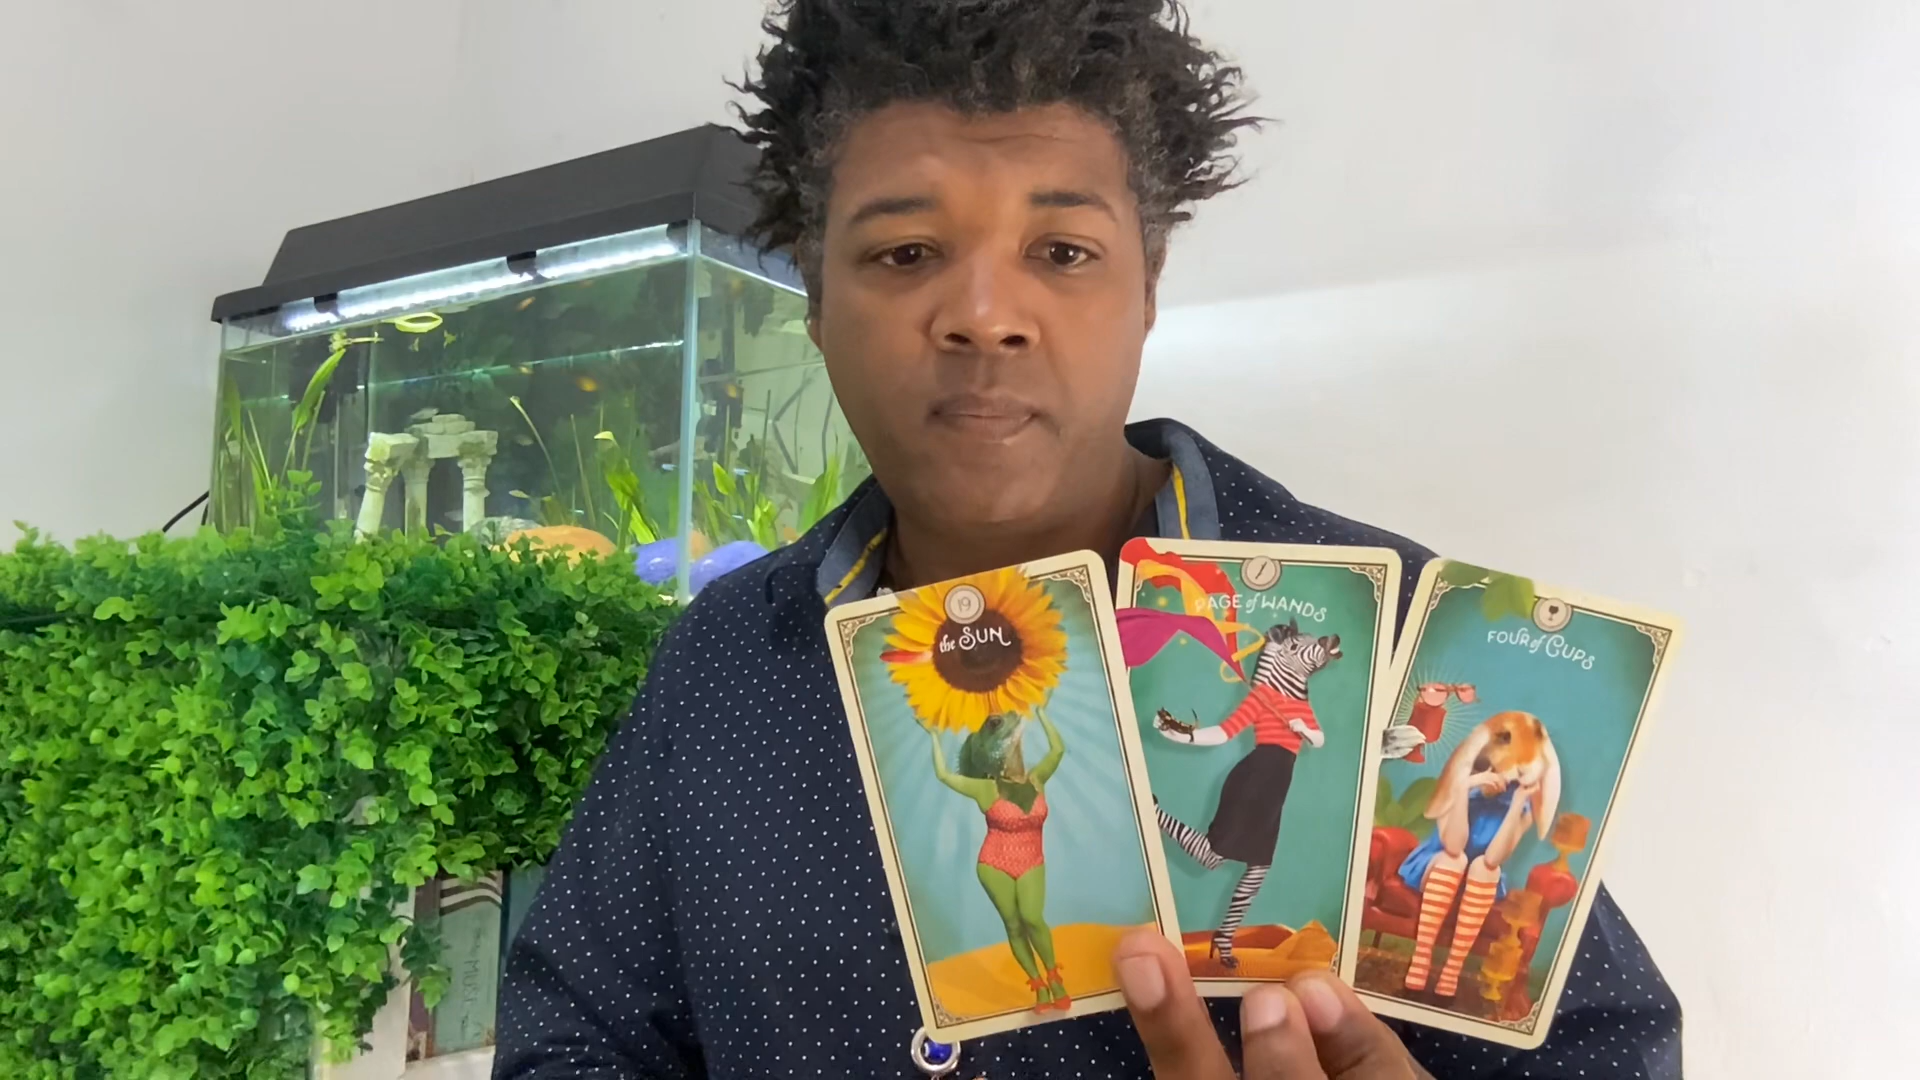 19
the SUN
PAGE of WANDS
FOUR of CUPS